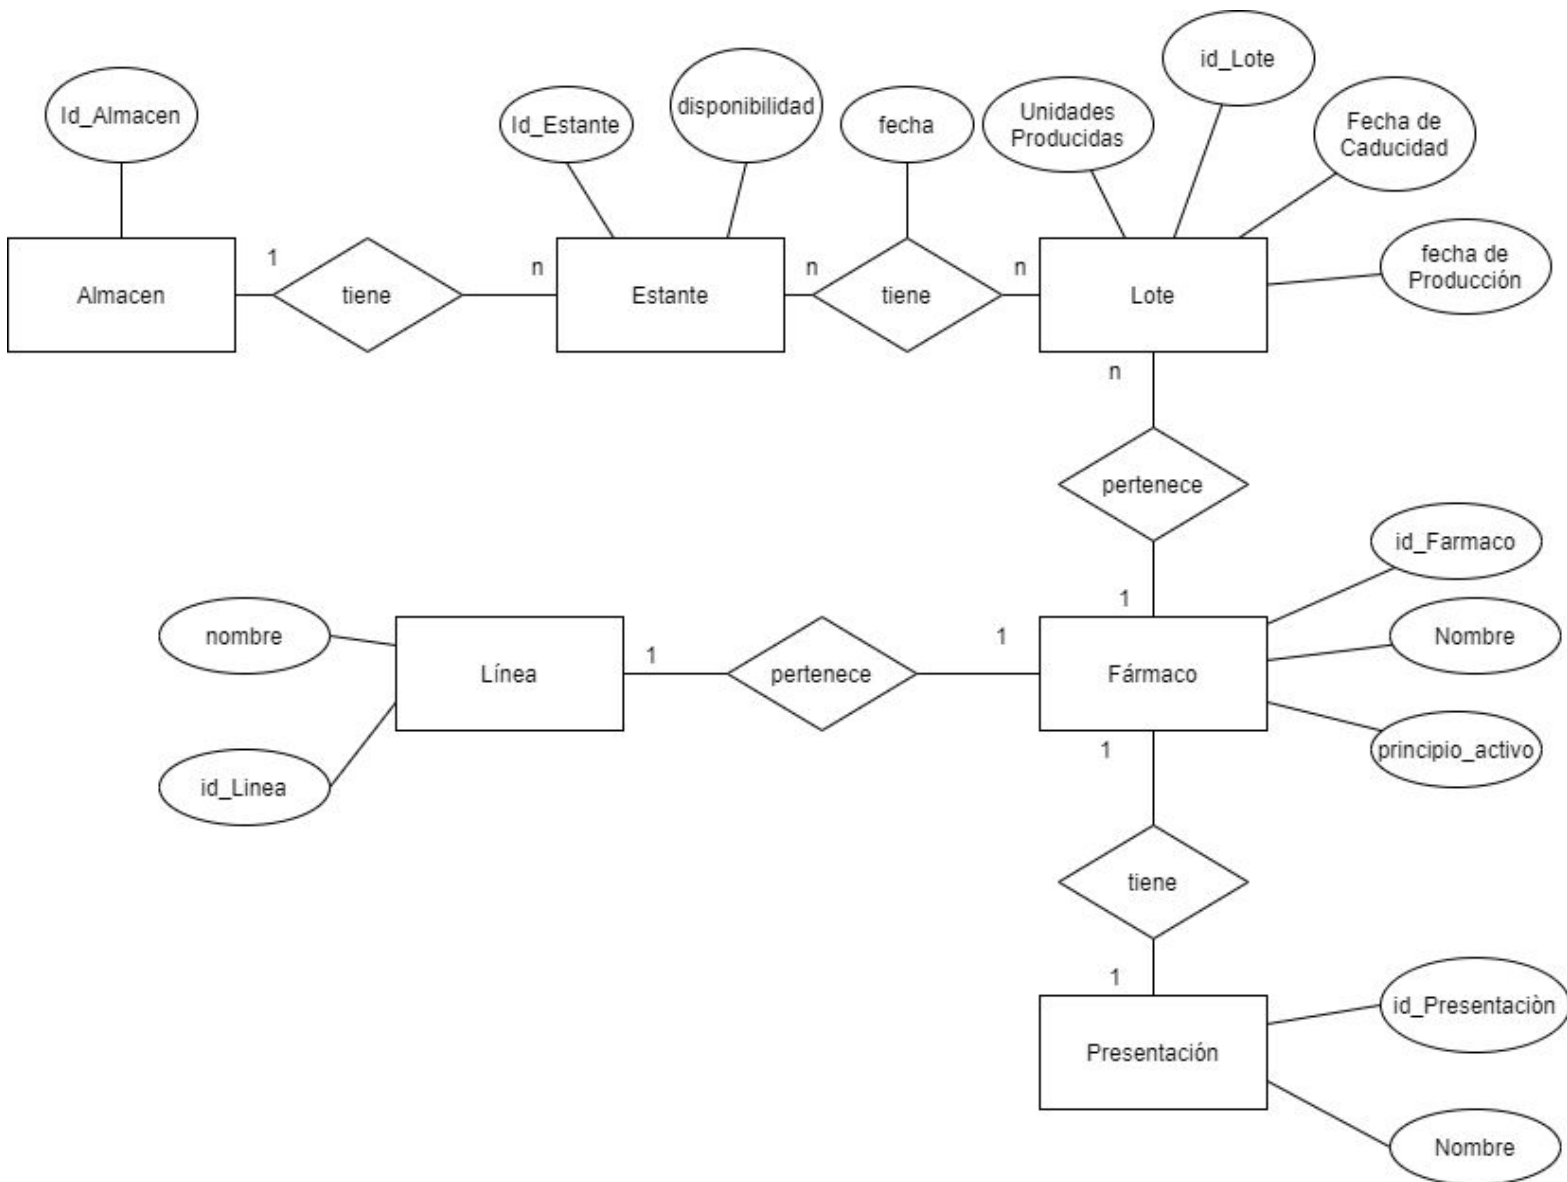 id_Lote
Id_Almacen
Id_Estante
disponibilidad
fecha
Unidades
Producidas
Fecha de
Caducidad
fecha de
Producción
Almacen
1
tiene
n
Estante
n
tiene
n
Lote
n
pertenece
1
id_Farmaco
nombre
Línea
1
pertenece
1
Fármaco
Nombre
id_Linea
principio_activo
1
tiene
1
Presentación
id_Presentaciòn
Nombre